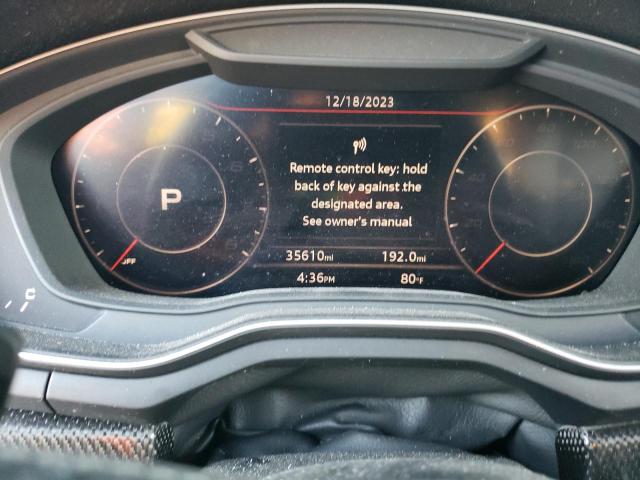 12/18/2023
Remote control key: hold
back of key against the
designated area.
See owner's manual
P
OFF
35610mi 192.0mi
4:36PM 80°F